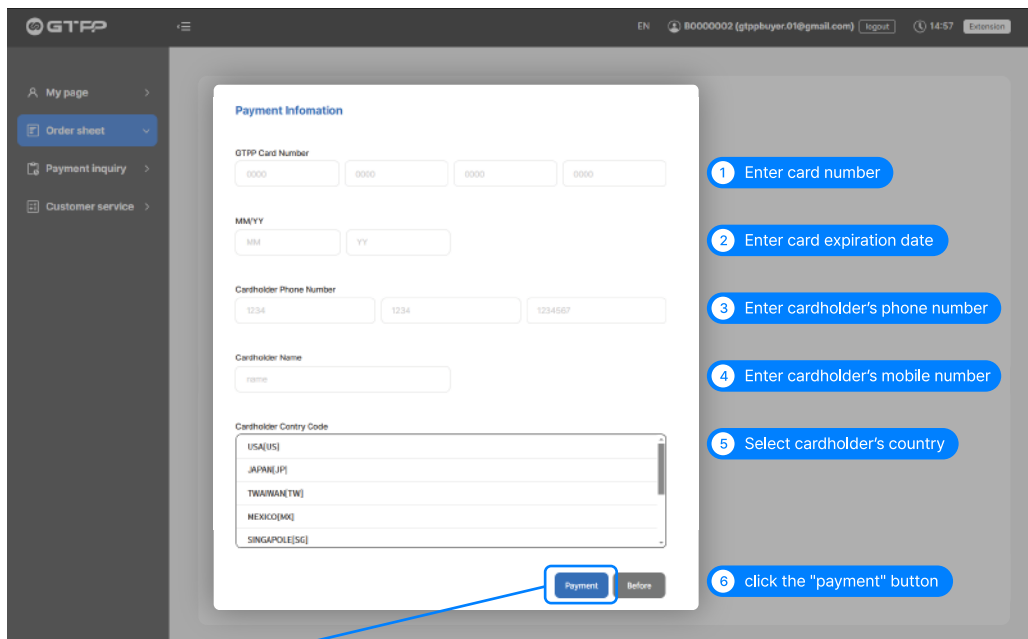 GTFP
EN B0000002 (gtppbuyer.01@gmail.com) logout 14:57 Extension
My page
Order sheet
Payment inquiry
Customer service
Payment Infomation
GTPP Card Number
0000 0000 0000 0000
1 Enter card number
MM/YY
MM YY
2 Enter card expiration date
Cardholder Phone Number
1234 1234 1234567
3 Enter cardholder's phone number
Cardholder Name
name
4 Enter cardholder's mobile number
Cardholder Contry Code
USA[US]
JAPAN[JP]
TWAIWAN[TW]
MEXICO[MX]
SINGAPOLE[SG]
5 Select cardholder's country
Payment Before
6 click the "payment" button